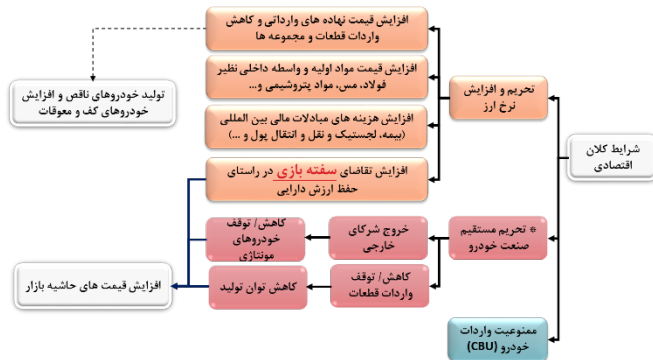 شرایط کلان
اقتصادی
تحریم و افزایش
نرخ ارز
افزایش قیمت نهاده های وارداتی و کاهش
واردات قطعات و مجموعه ها
افزایش قیمت مواد اولیه و واسطه داخلی نظیر
فولاد، مس، مواد پتروشیمی و...
افزایش هزینه های مبادلات مالی بین المللی
(بیمه، لجستیک و نقل و انتقال پول و ...)
افزایش تقاضای سفته بازی در راستای
حفظ ارزش دارایی
تولید خودروهای ناقص و افزایش
خودروهای کف و معوقات
* تحریم مستقیم
صنعت خودرو
خروج شرکای
خارجی
کاهش/ توقف
خودروهای
مونتاژی
کاهش/ توقف
واردات قطعات
کاهش توان تولید
افزایش قیمت های حاشیه بازار
ممنوعیت واردات
خودرو (CBU)